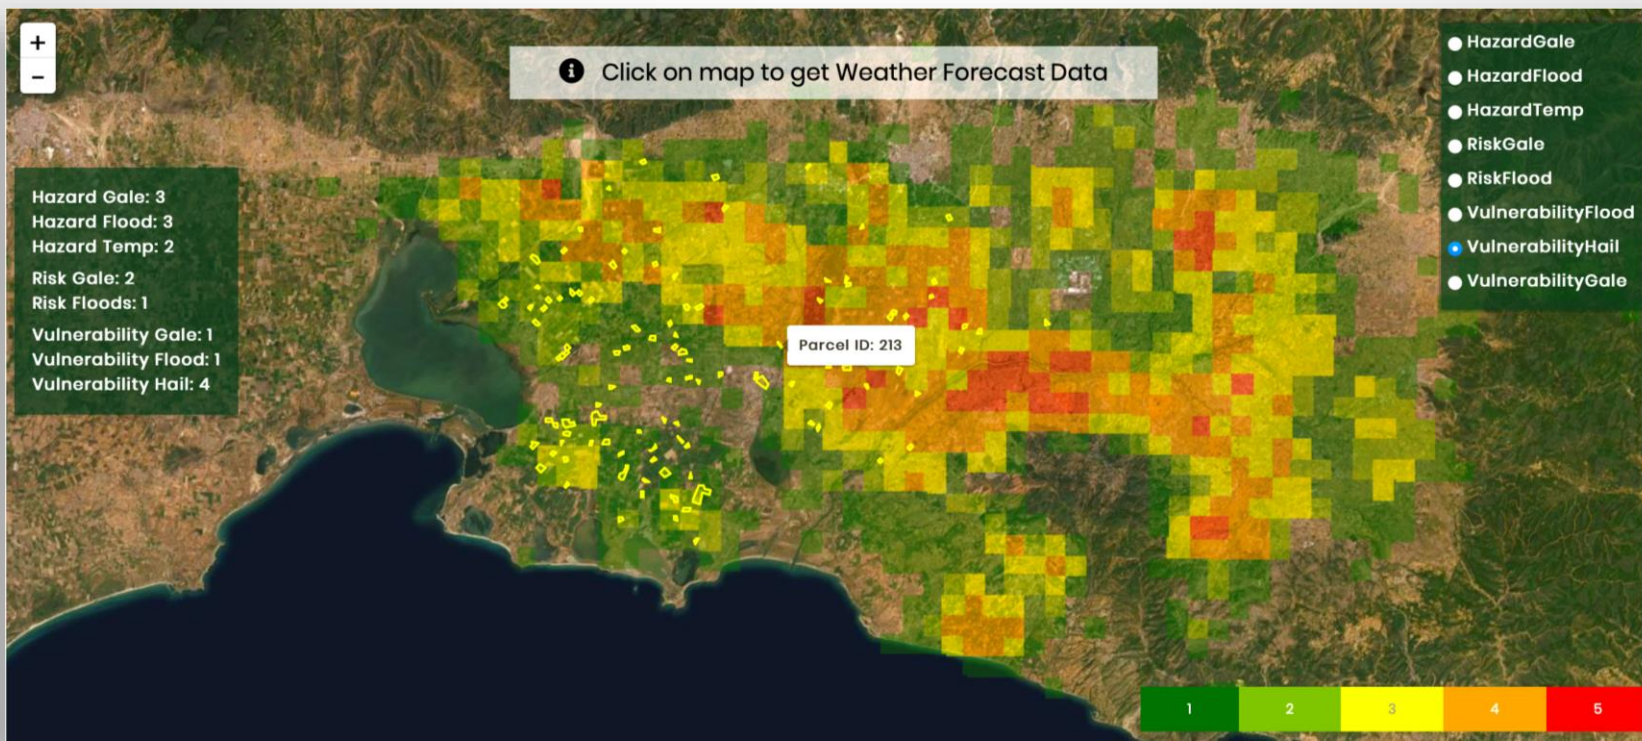 +
−
Click on map to get Weather Forecast Data
HazardGale
HazardFlood
HazardTemp
RiskGale
RiskFlood
VulnerabilityFlood
VulnerabilityHail
VulnerabilityGale
Hazard Gale: 3
Hazard Flood: 3
Hazard Temp: 2
Risk Gale: 2
Risk Floods: 1
Vulnerability Gale: 1
Vulnerability Flood: 1
Vulnerability Hail: 4
Parcel ID: 213
1 2 3 4 5